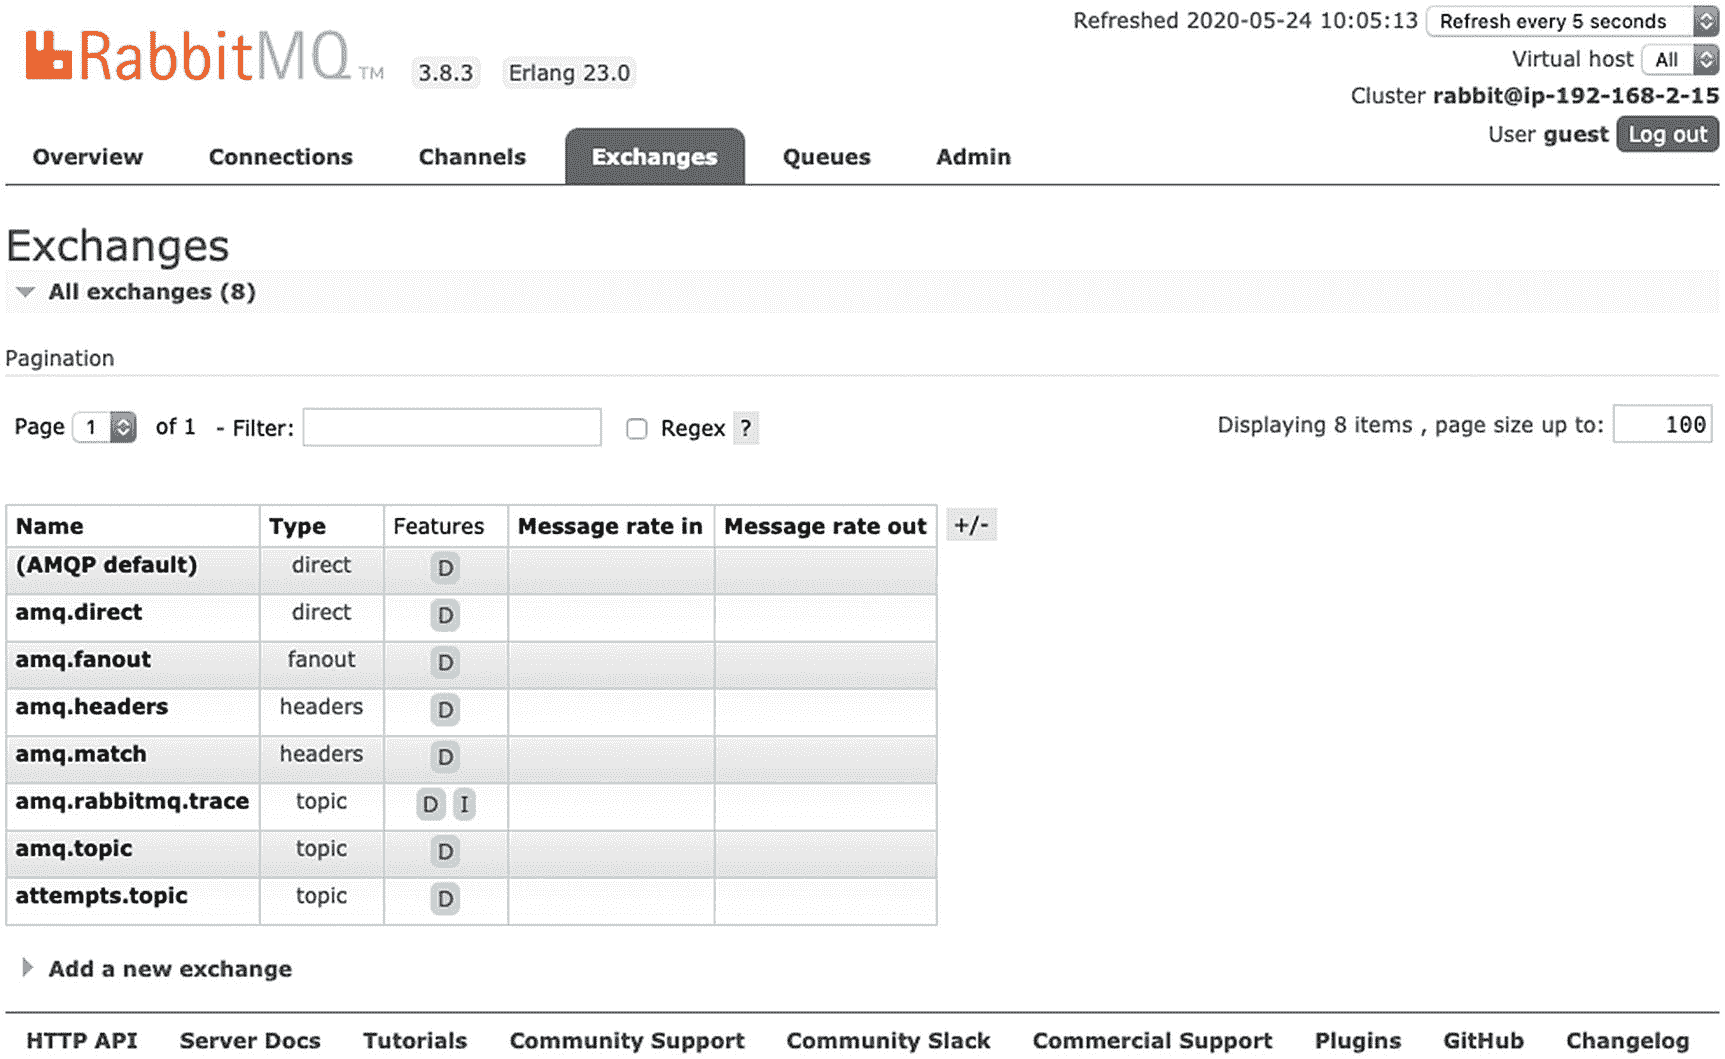 RabbitMQ TM 3.8.3 Erlang 23.0
Refreshed 2020-05-24 10:05:13 Refresh every 5 seconds
Virtual host All
Cluster rabbit@ip-192-168-2-15
User guest Log out
Overview Connections Channels Exchanges Queues Admin
Exchanges
All exchanges (8)
Pagination
Page 1 of 1 - Filter: Regex ? Displaying 8 items , page size up to: 100
Name Type Features Message rate in Message rate out +/-
(AMQP default) direct D
amq.direct direct D
amq.fanout fanout D
amq.headers headers D
amq.match headers D
amq.rabbitmq.trace topic D I
amq.topic topic D
attempts.topic topic D
Add a new exchange
HTTP API Server Docs Tutorials Community Support Community Slack Commercial Support Plugins GitHub Changelog